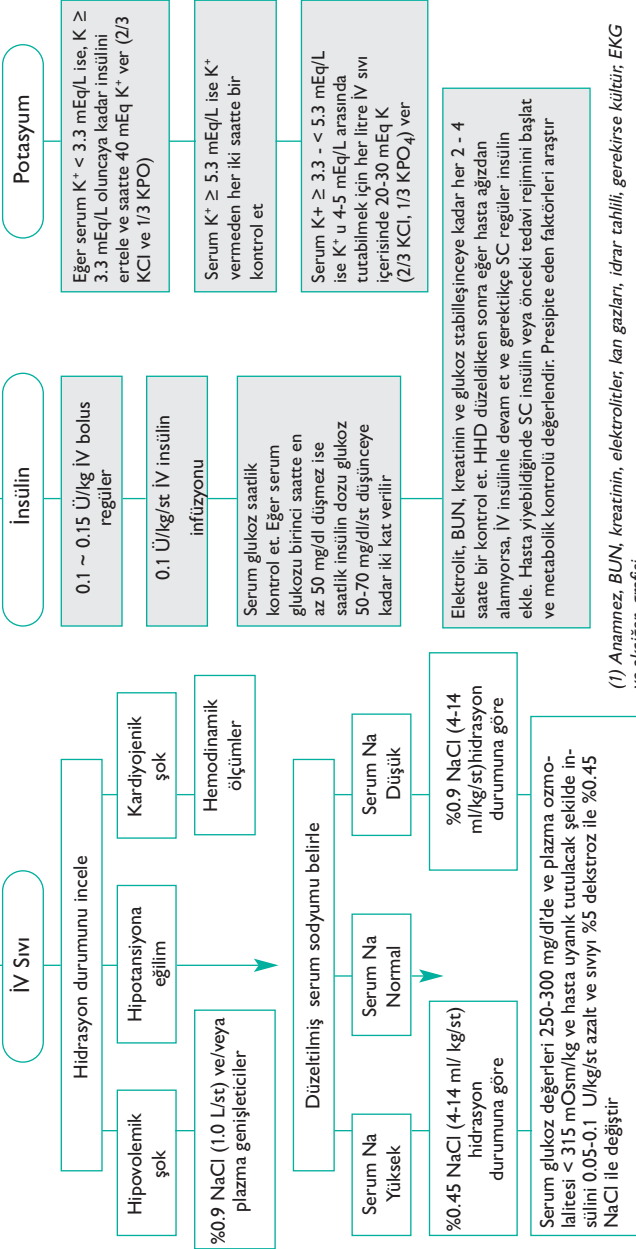 İV Sıvı
Hidrasyon durumunu incele
Hipovolemik
şok
Hipotansiyona
eğilim
Kardiyojenik
şok
%0.9 NaCl (1.0 L/st) ve/veya
plazma genişleticiler
Hemodinamik
ölçümler
Düzeltilmiş serum sodyumu belirle
Serum Na
Yüksek
Serum Na
Normal
Serum Na
Düşük
%0.45 NaCl (4-14 ml/ kg/st)
hidrasyon
durumuna göre
%0.9 NaCl (4-14
ml/kg/st)hidrasyon
durumuna göre
Serum glukoz değerleri 250-300 mg/dl'de ve plazma ozmo-
lalitesi < 315 mOsm/kg ve hasta uyanık tutulacak şekilde in-
sülini 0.05-0.1 U/kg/st azalt ve sıvıyı %5 dekstroz ile %0.45
NaCl ile değiştir
İnsülin
0.1 ~ 0.15 Ü/kg İV bolus
regüler
0.1 Ü/kg/st İV insülin
infüzyonu
Serum glukoz saatlik
kontrol et. Eğer serum
glukozu birinci saatte en
az 50 mg/dl düşmez ise
saatlik insülin dozu glukoz
50-70 mg/dl/st düşünceye
kadar iki kat verilir
Potasyum
Eğer serum K⁺ < 3.3 mEq/L ise, K ≥
3.3 mEq/L oluncaya kadar insülini
ertele ve saatte 40 mEq K⁺ ver (2/3
KCl ve 1/3 KPO)
Serum K⁺ ≥ 5.3 mEq/L ise K⁺
vermeden her iki saatte bir
kontrol et
Serum K+ ≥ 3.3 - < 5.3 mEq/L
ise K⁺ u 4-5 mEq/L arasında
tutabilmek için her litre İV sıvı
içerisinde 20-30 mEq K
(2/3 KCl, 1/3 KPO₄) ver
Elektrolit, BUN, kreatinin ve glukoz stabilleşinceye kadar her 2 - 4
saate bir kontrol et. HHD düzeldikten sonra eğer hasta ağızdan
alamıyorsa, İV insülinle devam et ve gerektikçe SC regüler insülin
ekle. Hasta yiyebildiğinde SC insülin veya önceki tedavi rejimini başlat
ve metabolik kontrolü değerlendir. Presipite eden faktörleri araştır
(1) Anamnez, BUN, kreatinin, elektrolitler, kan gazları, idrar tahlili, gerekirse kültür, EKG